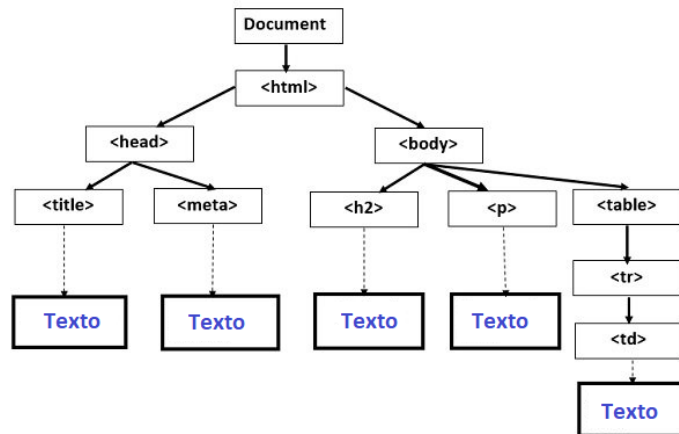 Document
<html>
<head>
<body>
<title>
<meta>
<h2>
<p>
<table>
<tr>
Texto
Texto
Texto
Texto
<td>
Texto